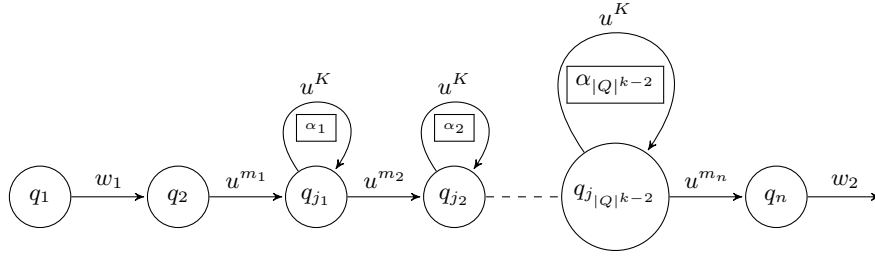 u^K
α_{|Q|^{k−2}}
u^K u^K
α_1 α_2
w_1 u^{m_1} u^{m_2} u^{m_n} w_2
q_1 q_2 q_{j_1} q_{j_2} q_{j_{|Q|^{k−2}}} q_n